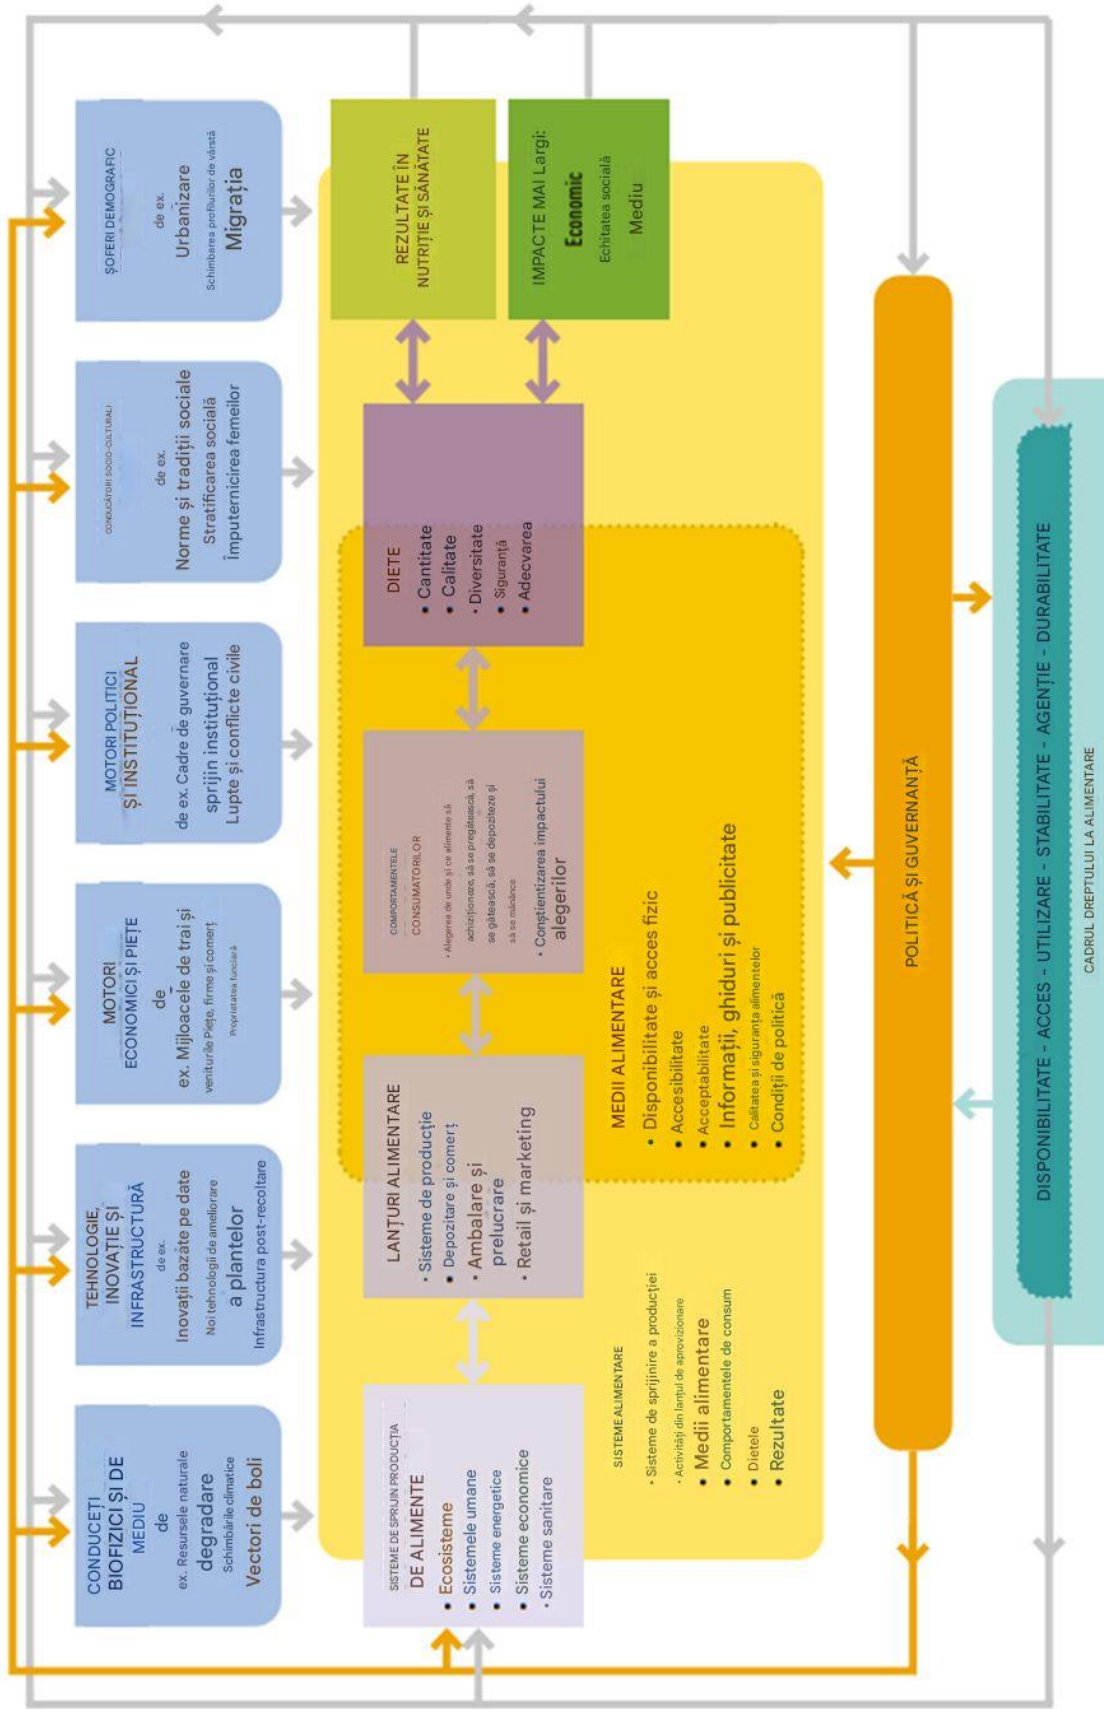 CONDUCEȚI
BIOFIZICI ȘI DE
MEDIU
de
ex. Resursele naturale
degradare
Schimbările climatice
Vectori de boli
TEHNOLOGIE,
INOVAȚIE ȘI
INFRASTRUCTURĂ
de ex.
Inovații bazate pe date
Noi tehnologii de ameliorare
a plantelor
Infrastructura post-recoltare
MOTORI
ECONOMICI ȘI PIEȚE
de
ex. Mijloacele de trai și
veniturile Piețe, firme și comerț
Proprietatea funciară
MOTORI POLITICI
ȘI INSTITUȚIONAL
de ex. Cadre de guvernare
sprijin instituțional
Lupte și conflicte civile
CONDUCĂTORI SOCIO-CULTURALI
de ex.
Norme și tradiții sociale
Stratificarea socială
Împuternicirea femeilor
ȘOFERI DEMOGRAFIC
de ex.
Urbanizare
Schimbarea profilurilor de vârstă
Migrația
SISTEME DE SPRIJIN PRODUCȚIA
DE ALIMENTE
• Ecosisteme
• Sistemele umane
• Sisteme energetice
• Sisteme economice
• Sisteme sanitare
LANȚURI ALIMENTARE
• Sisteme de producție
• Depozitare și comerț
• Ambalare și
prelucrare
• Retail și marketing
COMPORTAMENTELE
CONSUMATORILOR
• Alegerea de unde și ce alimente să
achiziționeze, să se pregătească, să
se gătească, să se depoziteze și
să se mănânce
• Conștientizarea impactului
alegerilor
DIETE
• Cantitate
• Calitate
• Diversitate
• Siguranță
• Adecvarea
REZULTATE ÎN
NUTRIȚIE ȘI SĂNĂTATE
IMPACTE MAI Largi:
Economic
Echitatea socială
Mediu
SISTEME ALIMENTARE
• Sisteme de sprijinire a producției
• Activități din lanțul de aprovizionare
• Medii alimentare
• Comportamentele de consum
• Dietele
• Rezultate
MEDII ALIMENTARE
• Disponibilitate și acces fizic
• Accesibilitate
• Acceptabilitate
• Informații, ghiduri și publicitate
• Calitatea și siguranța alimentelor
• Condiții de politică
POLITICĂ ȘI GUVERNANȚĂ
DISPONIBILITATE - ACCES - UTILIZARE - STABILITATE - AGENȚIE - DURABILITATE
CADRUL DREPTULUI LA ALIMENTARE